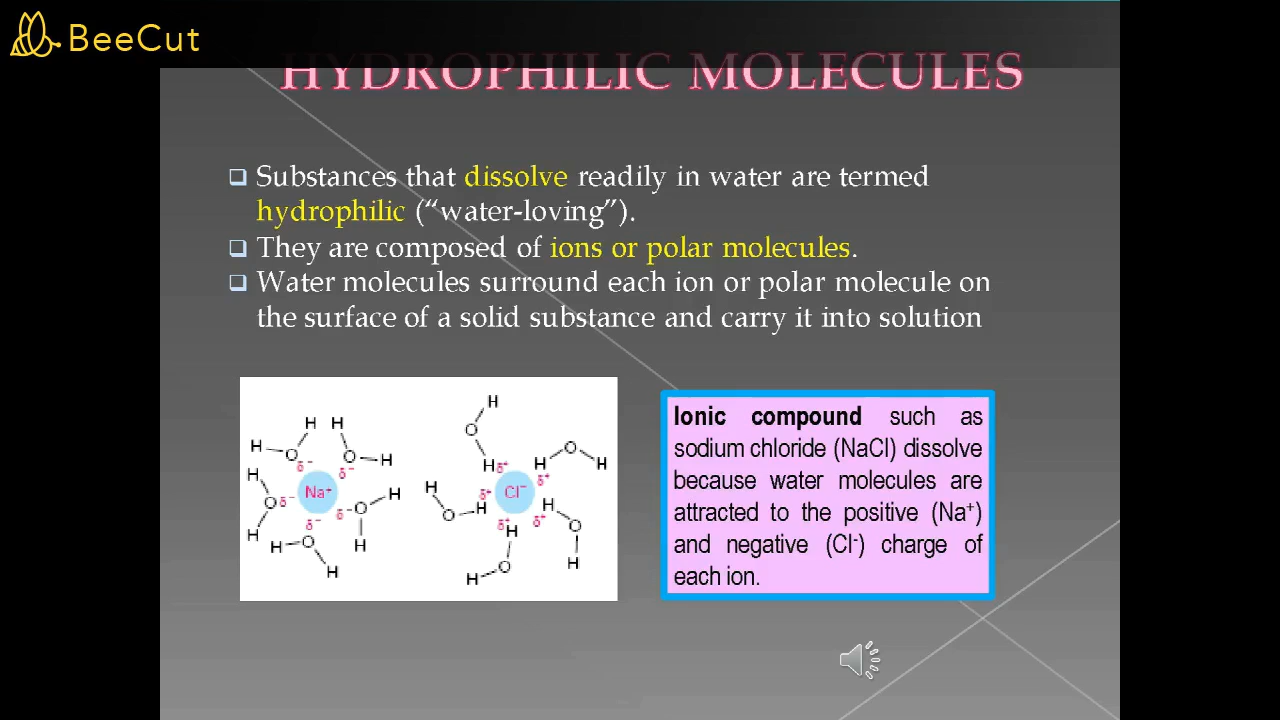 BeeCut
HYDROPHILIC MOLECULES
Substances that dissolve readily in water are termed
hydrophilic (“water-loving”).
They are composed of ions or polar molecules.
Water molecules surround each ion or polar molecule on
the surface of a solid substance and carry it into solution
H H H O H
H O δ⁻ O δ⁻ H H δ⁺ H O H
H O δ⁻ Na⁺ δ⁻ O H H δ⁺ Cl⁻ δ⁺
H δ⁻ H O H δ⁺ δ⁺ H O
H O H H H H
H H O
Ionic compound such as
sodium chloride (NaCl) dissolve
because water molecules are
attracted to the positive (Na⁺)
and negative (Cl⁻) charge of
each ion.